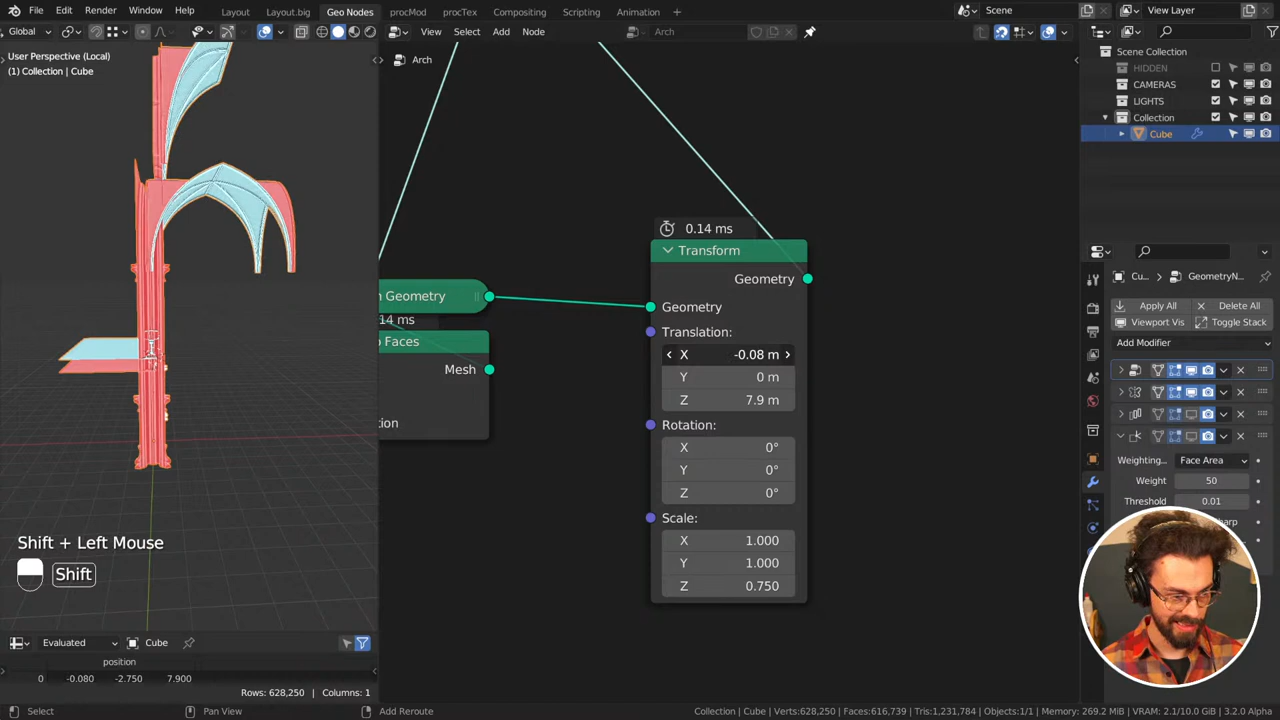 File Edit Render Window Help Layout Layout.big Geo Nodes procMod procTex Compositing Scripting Animation + Scene View Layer
Global View Select Add Node Arch
User Perspective (Local)
(1) Collection | Cube
Arch
Scene Collection
HIDDEN
CAMERAS
LIGHTS
Collection
Cube
0.14 ms
Transform
Geometry
n Geometry
Geometry
14 ms
o Faces
Translation:
X -0.08 m
Mesh
Y 0 m
Z 7.9 m
tion
Rotation:
X 0°
Y 0°
Z 0°
Scale:
X 1.000
Y 1.000
Z 0.750
Cu... GeometryN...
Apply All Delete All
Viewport Vis Toggle Stack
Add Modifier
Weighting... Face Area
Weight 50
Threshold 0.01
Shift + Left Mouse
Shift
Evaluated Cube
position
0 -0.080 -2.750 7.900
Rows: 628,250 | Columns: 1
Select Pan View Add Reroute Collection | Cube | Verts:628,250 | Faces:616,739 | Tris:1,231,784 | Objects:1/1 | Memory: 269.2 MiB | VRAM: 2.1/10.0 GiB | 3.2.0 Alpha